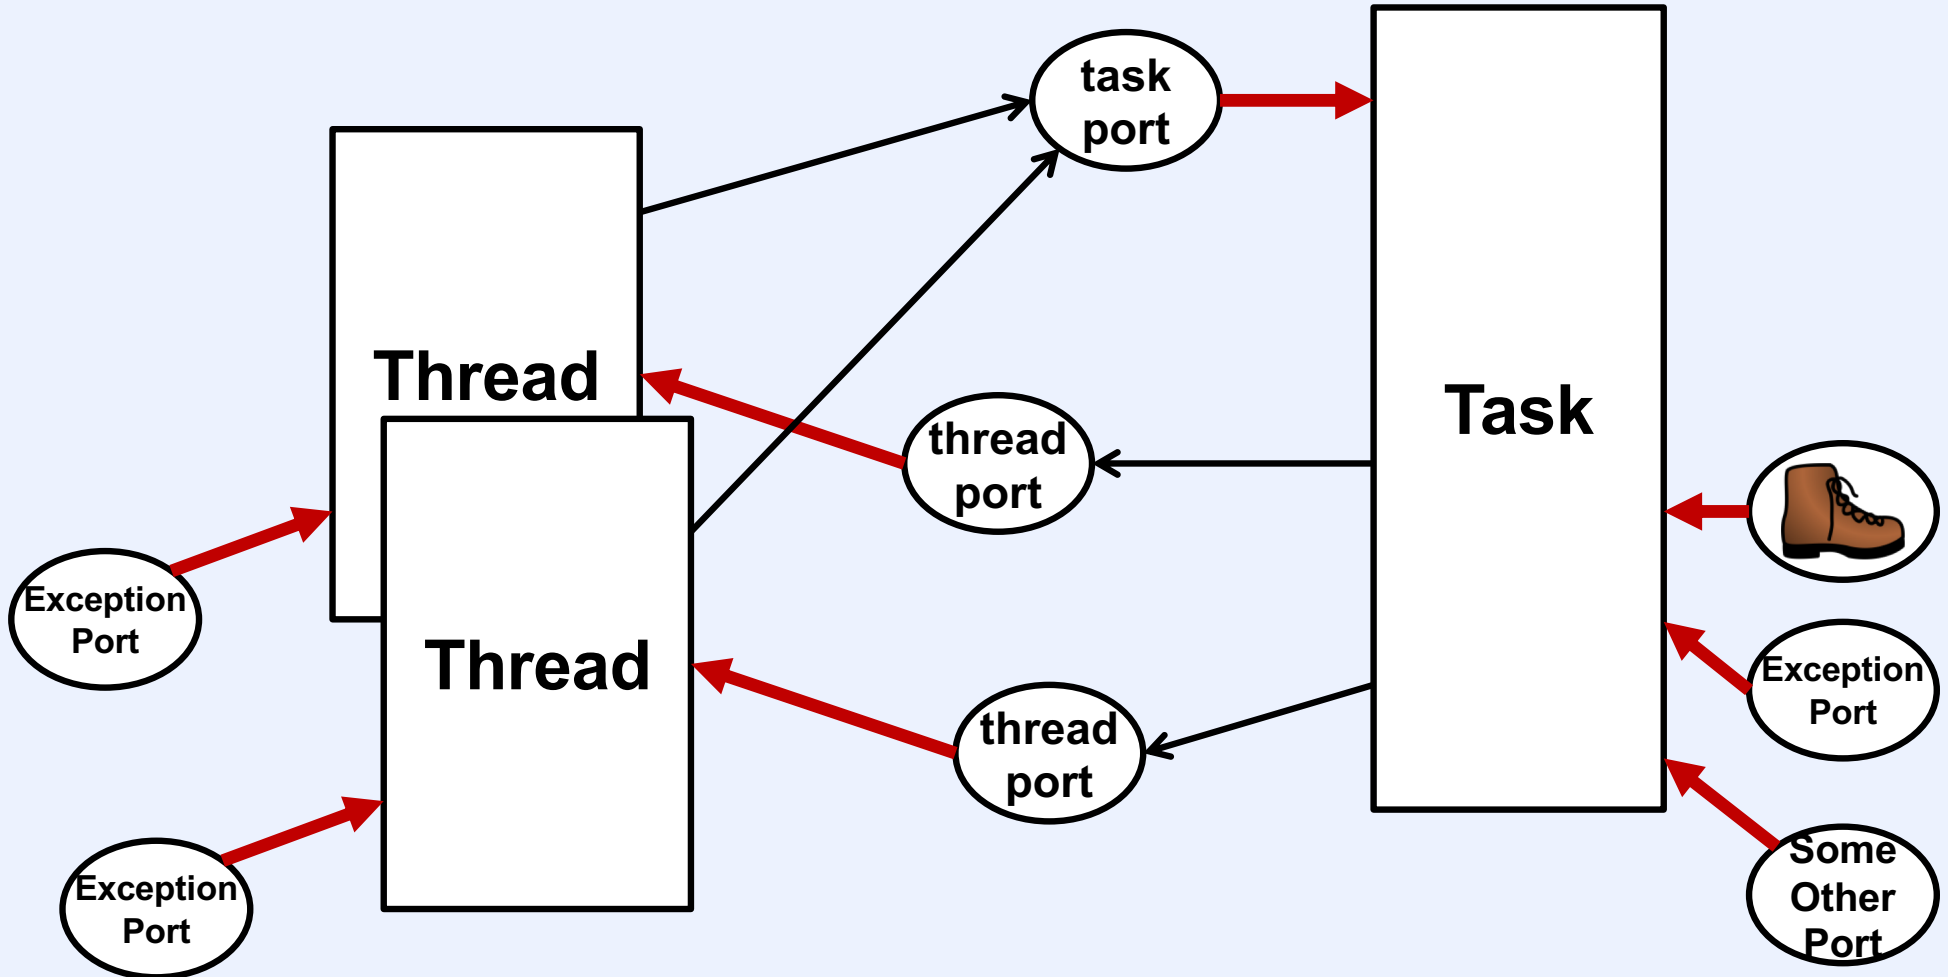 task
port
Thread
Task
thread
port
Exception
Port
Thread
Exception
Port
thread
port
Exception
Port
Some
Other
Port